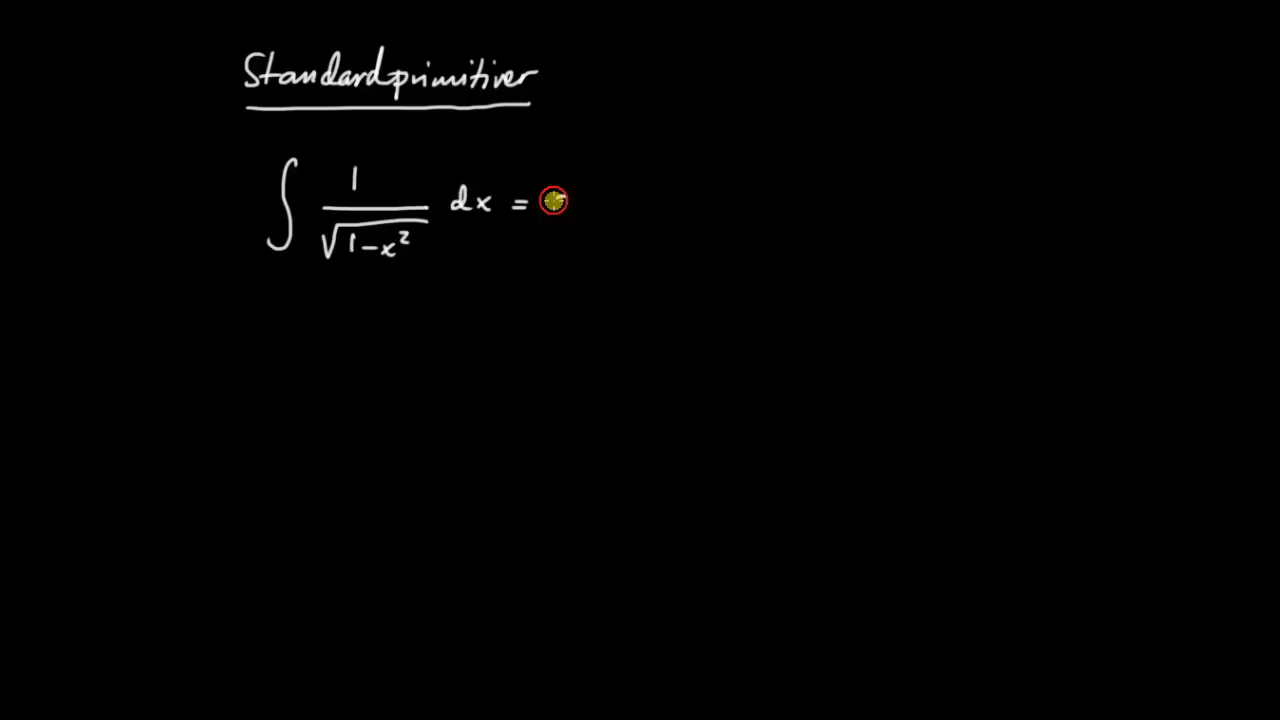 Standardprimitiver
∫ 1/√(1-x²) dx =